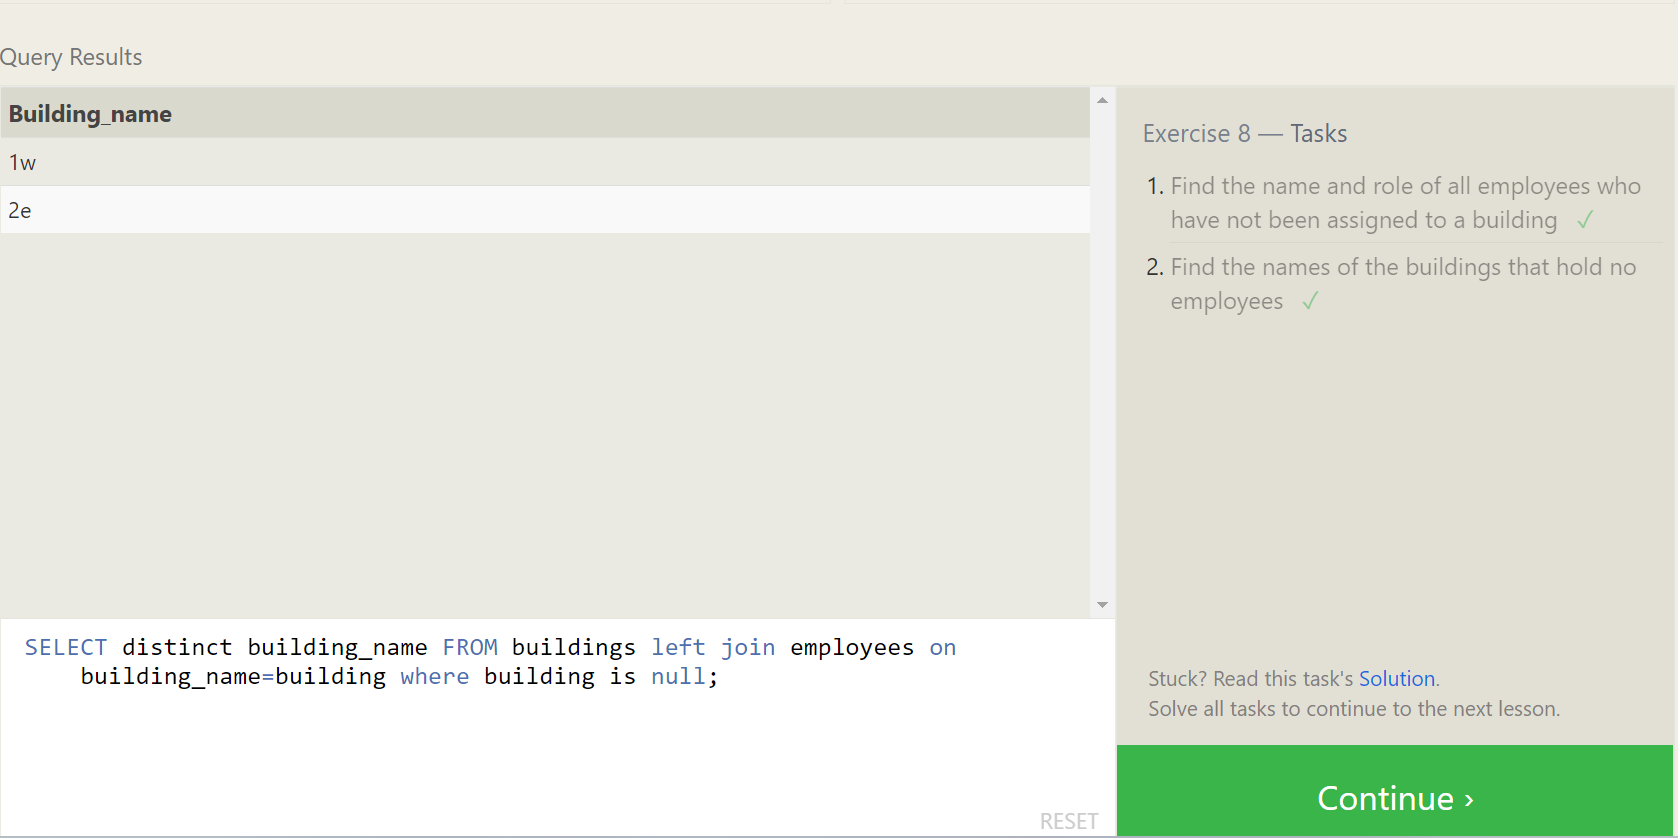 Query Results
Building_name
1w
2e
SELECT distinct building_name FROM buildings left join employees on
building_name=building where building is null;
RESET
Exercise 8 — Tasks
1. Find the name and role of all employees who
have not been assigned to a building ✓
2. Find the names of the buildings that hold no
employees ✓
Stuck? Read this task's Solution.
Solve all tasks to continue to the next lesson.
Continue ›